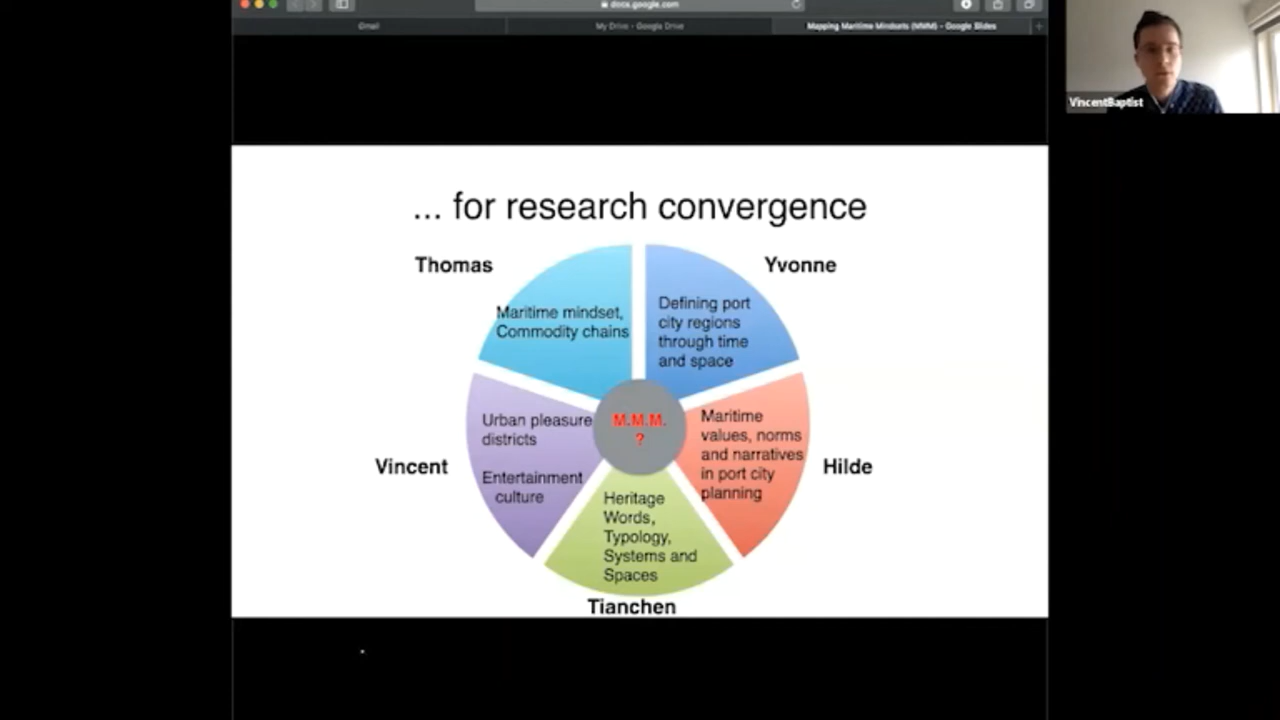 docs.google.com
Gmail
My Drive - Google Drive
Mapping Maritime Mindsets (MMM) - Google Slides
VincentBaptist
... for research convergence
Thomas
Yvonne
Maritime mindset,
Commodity chains
Defining port
city regions
through time
and space
Urban pleasure
districts
Entertainment
culture
M.M.M.
?
Maritime
values, norms
and narratives
in port city
planning
Vincent
Hilde
Heritage
Words,
Typology,
Systems and
Spaces
Tianchen